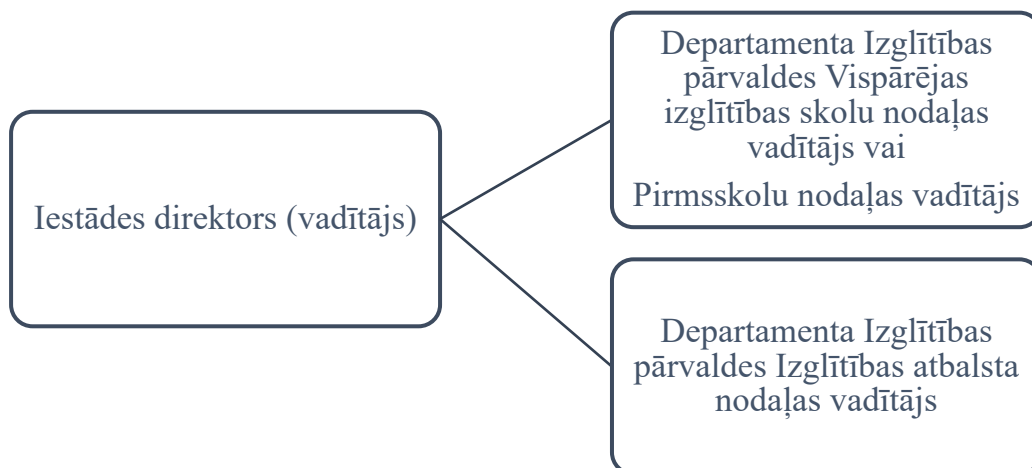 Iestādes direktors (vadītājs)
Departamenta Izglītības
pārvaldes Vispārējas
izglītības skolu nodaļas
vadītājs vai
Pirmsskolu nodaļas vadītājs
Departamenta Izglītības
pārvaldes Izglītības atbalsta
nodaļas vadītājs